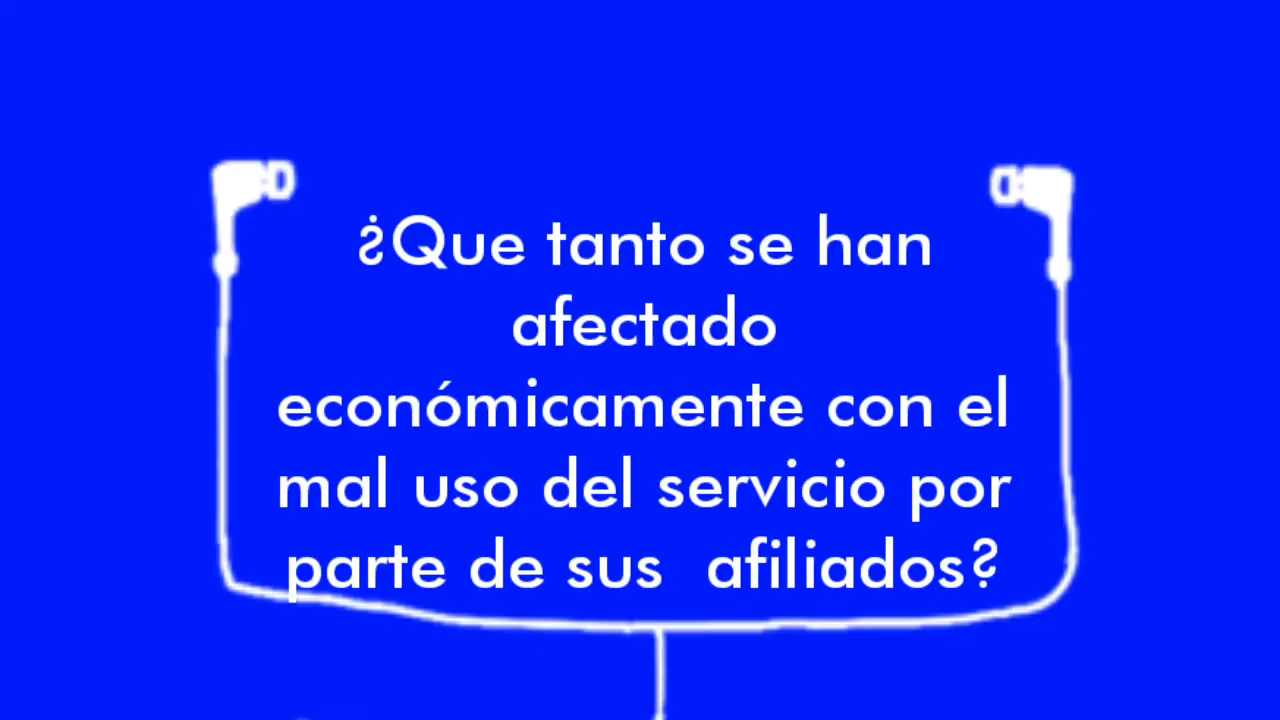 ¿Que tanto se han
afectado
económicamente con el
mal uso del servicio por
parte de sus  afiliados?